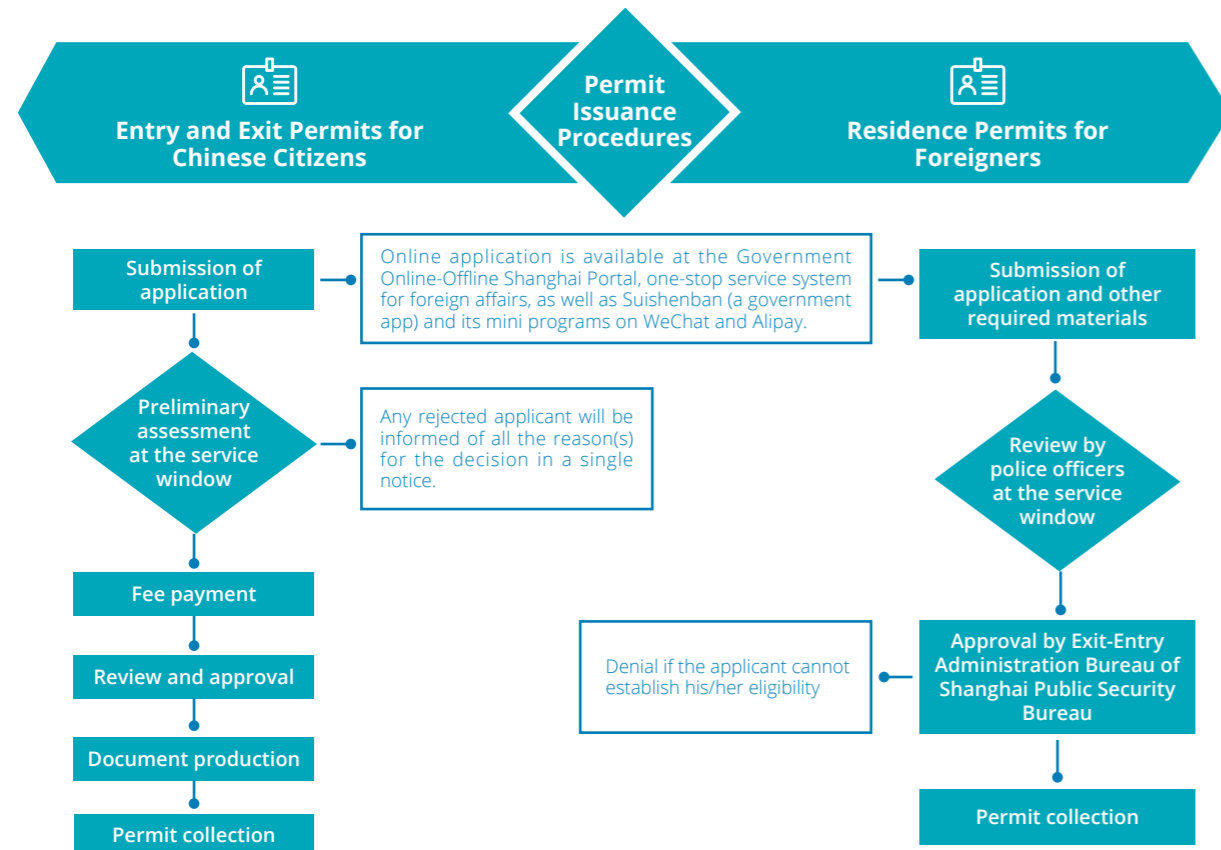 Permit
Issuance
Procedures
Entry and Exit Permits for
Chinese Citizens
Residence Permits for
Foreigners
Submission of
application
Online application is available at the Government
Online-Offline Shanghai Portal, one-stop service system
for foreign affairs, as well as Suishenban (a government
app) and its mini programs on WeChat and Alipay.
Submission of
application and other
required materials
Preliminary
assessment
at the service
window
Any rejected applicant will be
informed of all the reason(s)
for the decision in a single
notice.
Review by
police officers
at the service
window
Fee payment
Review and approval
Denial if the applicant cannot
establish his/her eligibility
Approval by Exit-Entry
Administration Bureau of
Shanghai Public Security
Bureau
Document production
Permit collection
Permit collection